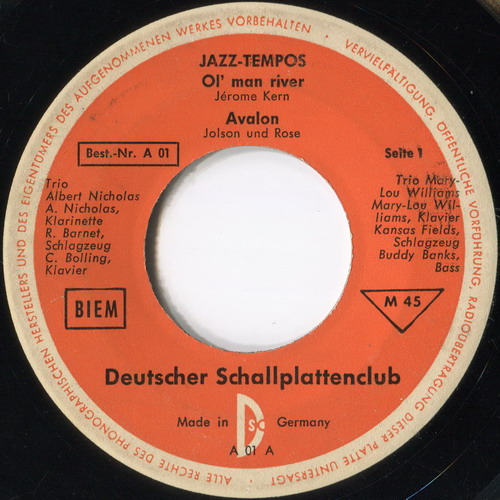 ALLE RECHTE DES PHONOGRAPHISCHEN HERSTELLERS UND DES EIGENTÜMERS DES AUFGENOMMENEN WERKES VORBEHALTEN · VERVIELFÄLTIGUNG, ÖFFENTLICHE VORFÜHRUNG, RADIOÜBERTRAGUNG DIESER PLATTE UNTERSAGT
JAZZ-TEMPOS
Ol' man river
Jérome Kern
Avalon
Jolson und Rose
Best.-Nr. A 01
Seite 1
Trio
Albert Nicholas
A. Nicholas,
Klarinette
R. Barnet,
Schlagzeug
C. Bolling,
Klavier
Trio Mary-
Lou Williams
Mary-Lou Wil-
liams, Klavier
Kansas Fields,
Schlagzeug
Buddy Banks,
Bass
BIEM
M 45
Deutscher Schallplattenclub
Made in Dsc Germany
A 01 A